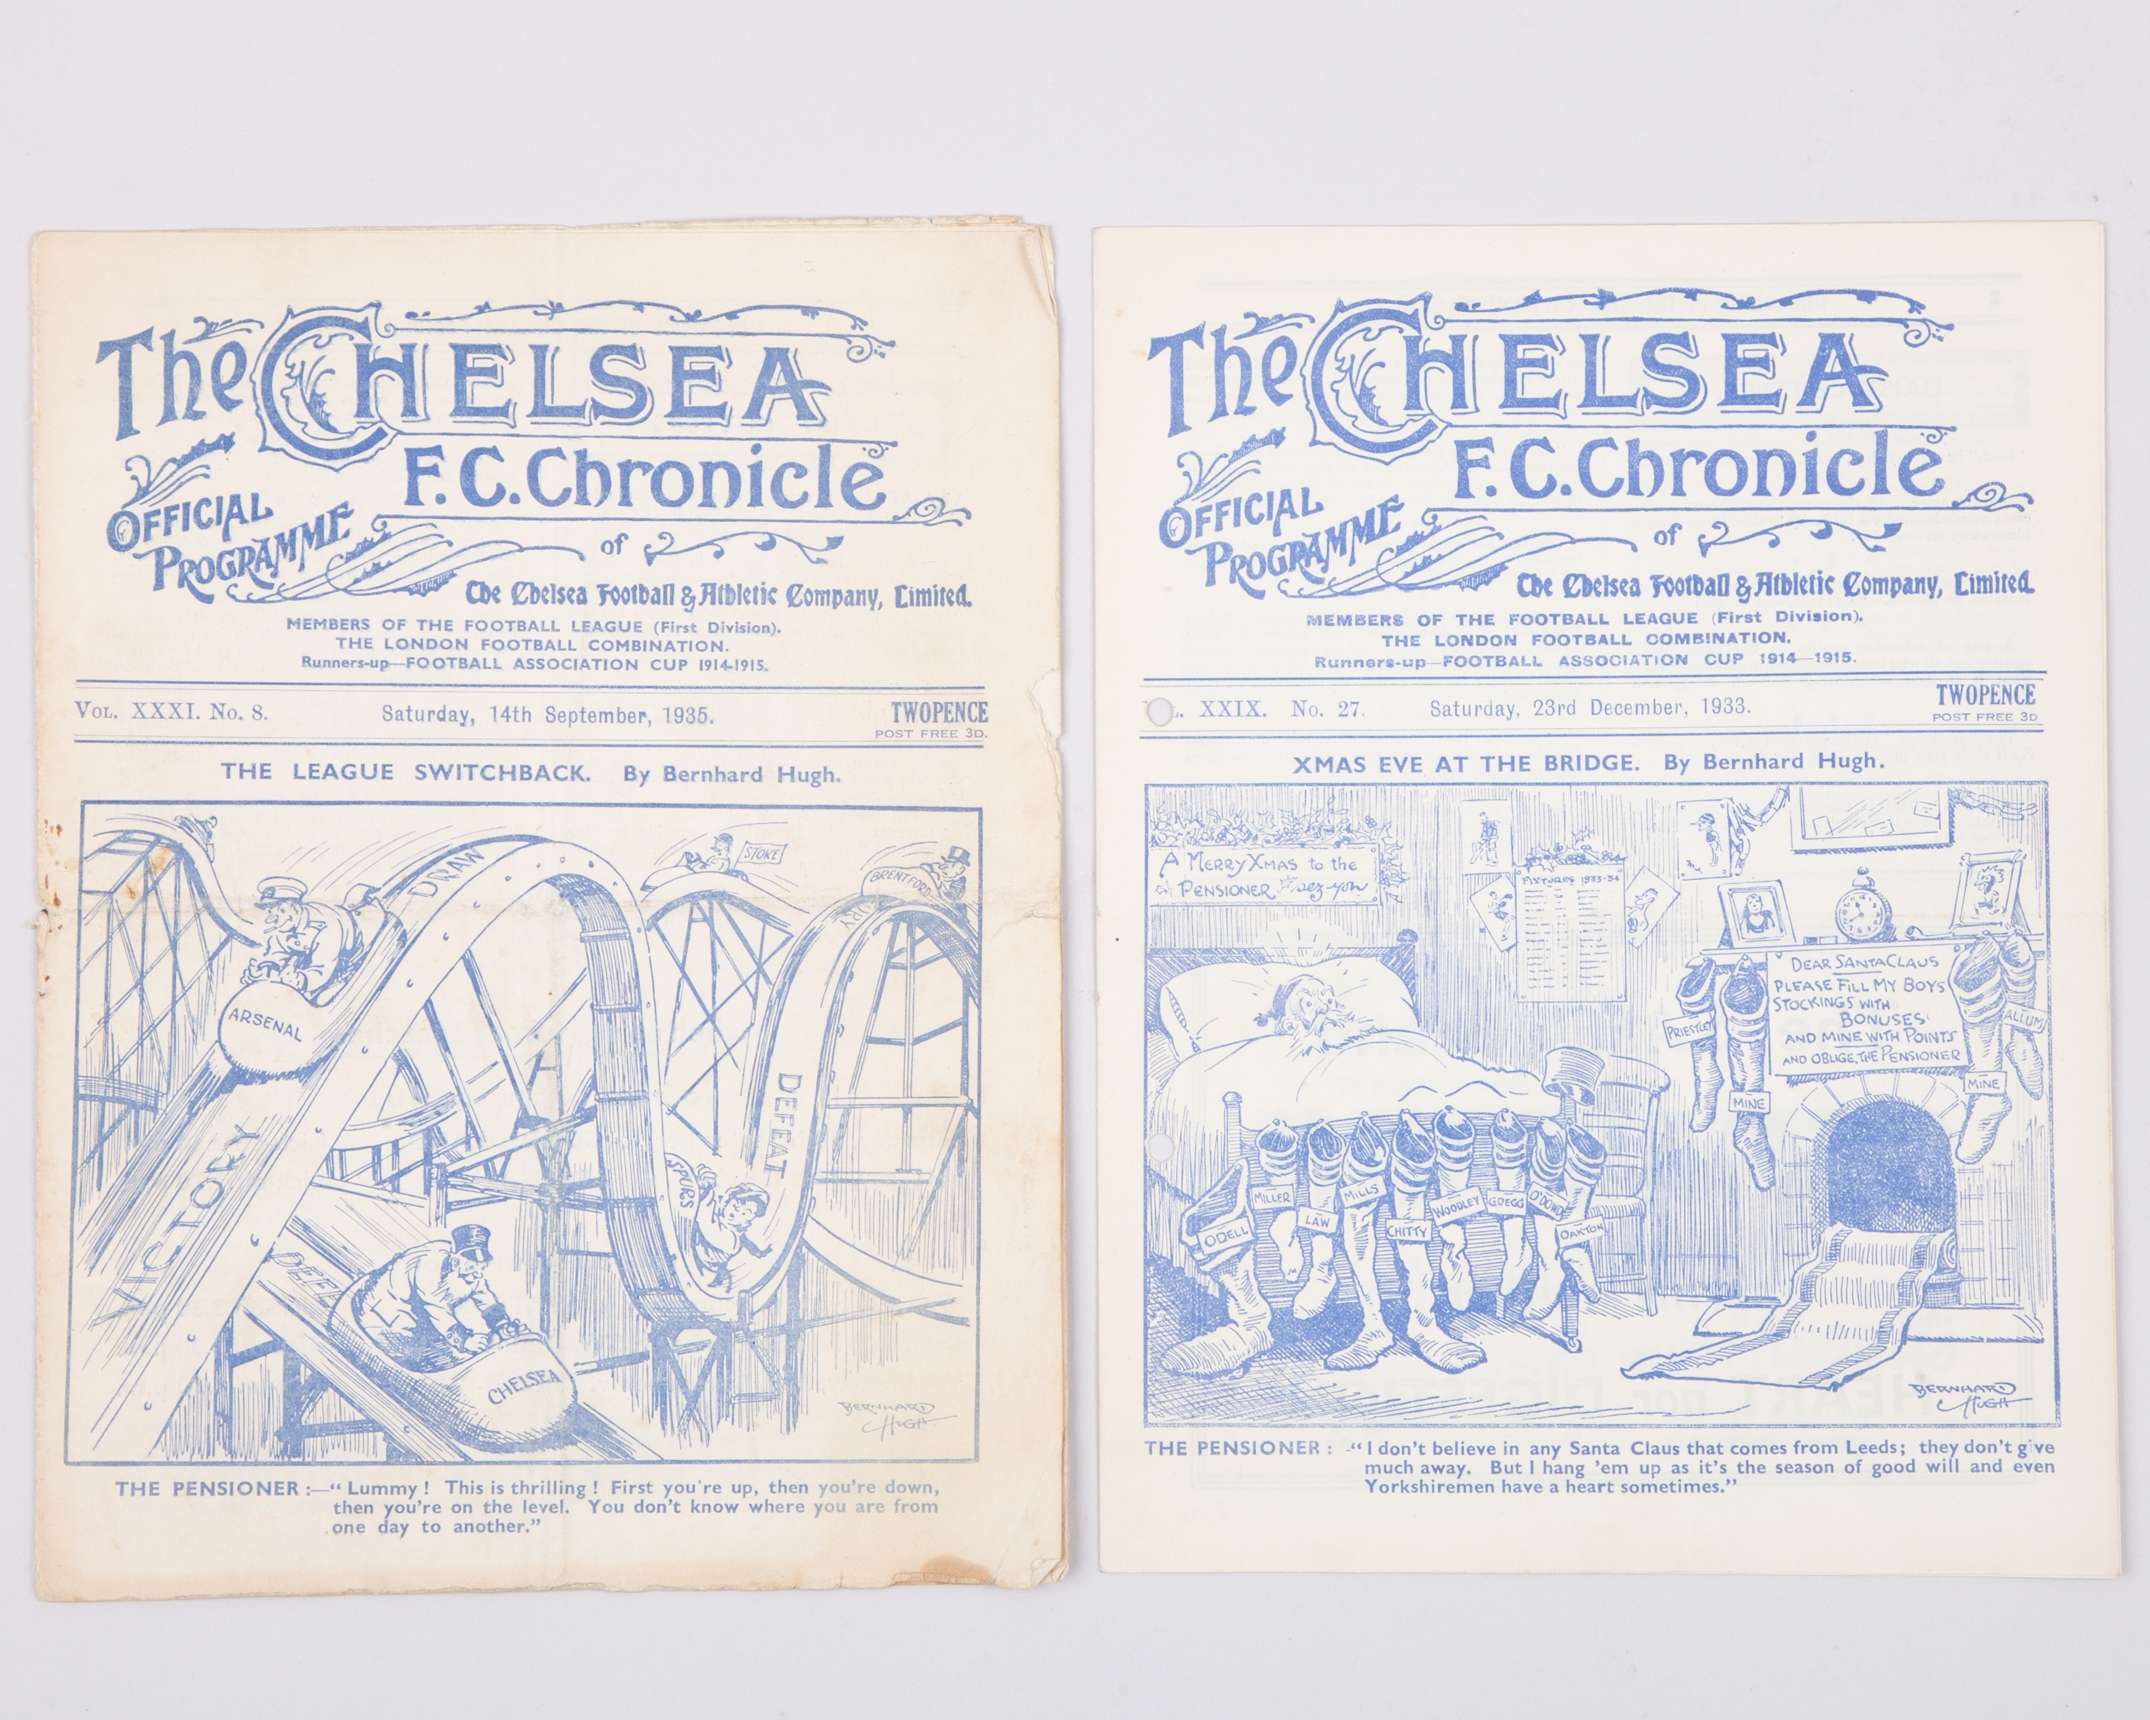 The CHELSEA
F.C. Chronicle
OFFICIAL
PROGRAMME
of
The Chelsea Football & Athletic Company, Limited.
MEMBERS OF THE FOOTBALL LEAGUE (First Division).
THE LONDON FOOTBALL COMBINATION.
Runners-up—FOOTBALL ASSOCIATION CUP 1914-1915.
VOL. XXXI. No. 8.
Saturday, 14th September, 1935.
TWOPENCE
POST FREE 3D.
THE LEAGUE SWITCHBACK. By Bernhard Hugh.
DRAW
STOKE
BRENTFORD
ARSENAL
DEFEAT
VICTORY
SPURS
CHELSEA
BERNHARD
HUGH
THE PENSIONER:—“Lummy! This is thrilling! First you're up, then you're down,
then you're on the level. You don't know where you are from
one day to another.”
The CHELSEA
F.C. Chronicle
OFFICIAL
PROGRAMME
of
The Chelsea Football & Athletic Company, Limited.
MEMBERS OF THE FOOTBALL LEAGUE (First Division).
THE LONDON FOOTBALL COMBINATION.
Runners-up—FOOTBALL ASSOCIATION CUP 1914—1915.
L. XXIX. No. 27.
Saturday, 23rd December, 1933.
TWOPENCE
POST FREE 3D
XMAS EVE AT THE BRIDGE. By Bernhard Hugh.
A MERRY XMAS to the
PENSIONER
FIXTURES 1933-34
DEAR SANTA CLAUS
PLEASE FILL MY BOYS
STOCKINGS WITH
BONUSES
AND MINE WITH POINTS
AND OBLIGE, THE PENSIONER
PRIESTLEY
MINE
ALLUM
MINE
ODELL
MILLER
LAW
MILLS
CHITTY
WOODLEY
GREGG
O'DOWD
OAKTON
BERNHARD
HUGH
THE PENSIONER: —“I don't believe in any Santa Claus that comes from Leeds; they don't give
much away. But I hang 'em up as it's the season of good will and even
Yorkshiremen have a heart sometimes.”